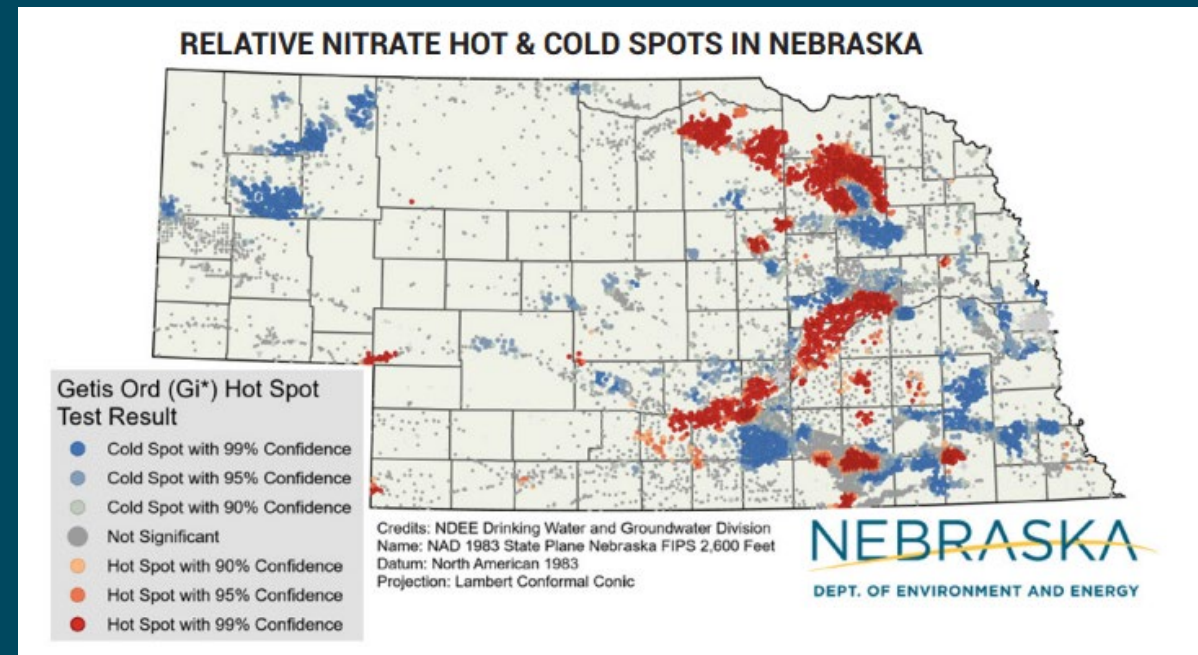 RELATIVE NITRATE HOT & COLD SPOTS IN NEBRASKA
Getis Ord (Gi*) Hot Spot
Test Result
Cold Spot with 99% Confidence
Cold Spot with 95% Confidence
Cold Spot with 90% Confidence
Not Significant
Hot Spot with 90% Confidence
Hot Spot with 95% Confidence
Hot Spot with 99% Confidence
Credits: NDEE Drinking Water and Groundwater Division
Name: NAD 1983 State Plane Nebraska FIPS 2,600 Feet
Datum: North American 1983
Projection: Lambert Conformal Conic
NEBRASKA
DEPT. OF ENVIRONMENT AND ENERGY